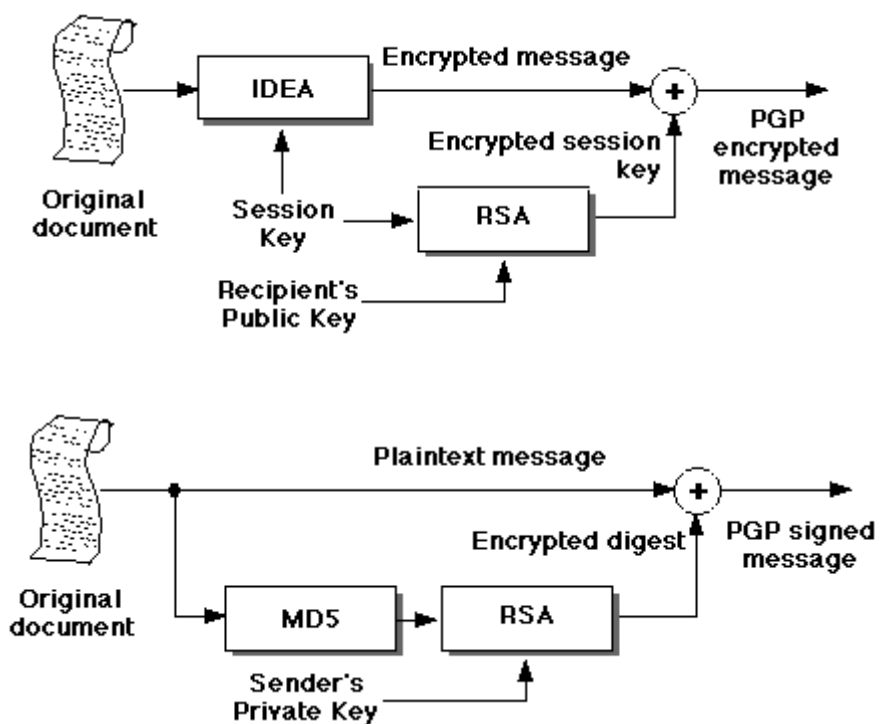 Encrypted message
IDEA
Original
document
Encrypted session
key
PGP
encrypted
message
Session
Key
RSA
Recipient's
Public Key
Plaintext message
Original
document
Encrypted digest
PGP signed
message
MD5
RSA
Sender's
Private Key